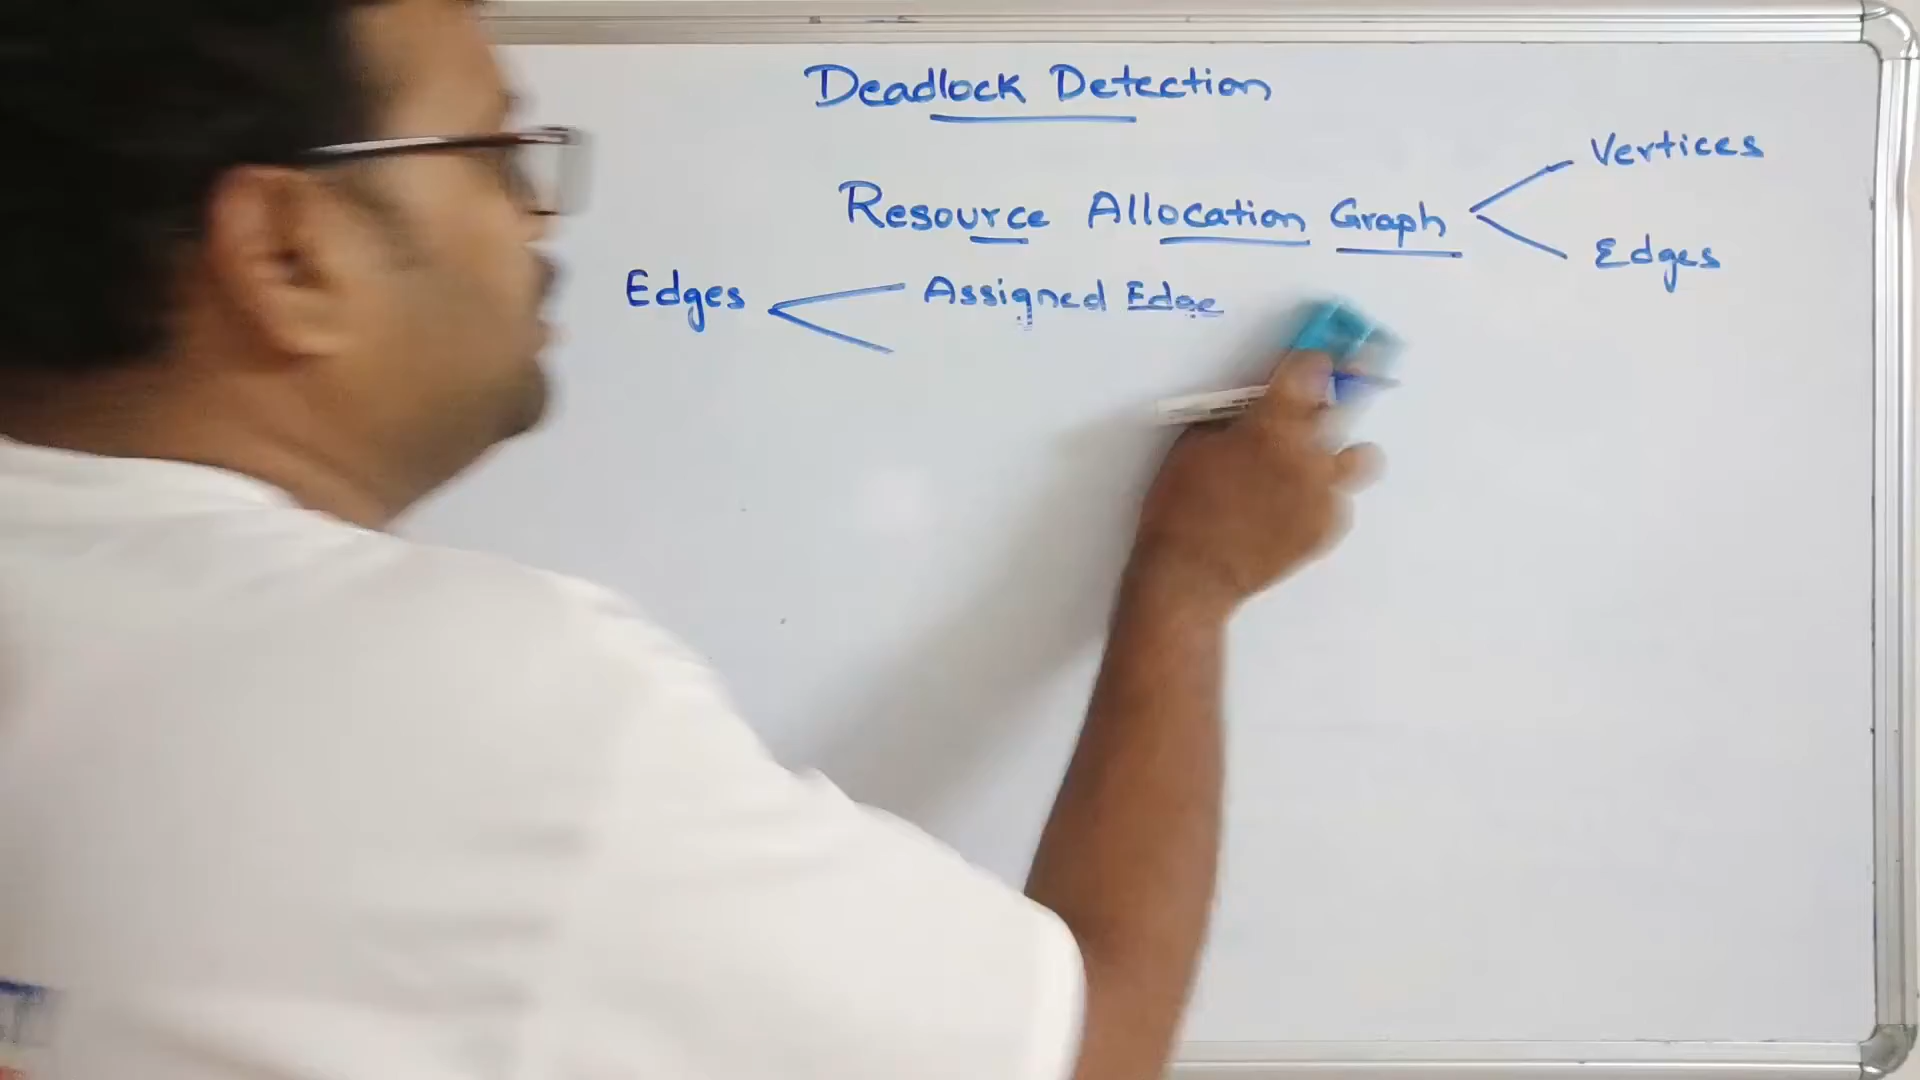 Deadlock Detection
Resource Allocation Graph
Vertices
Edges
Edges
Assigned Edge